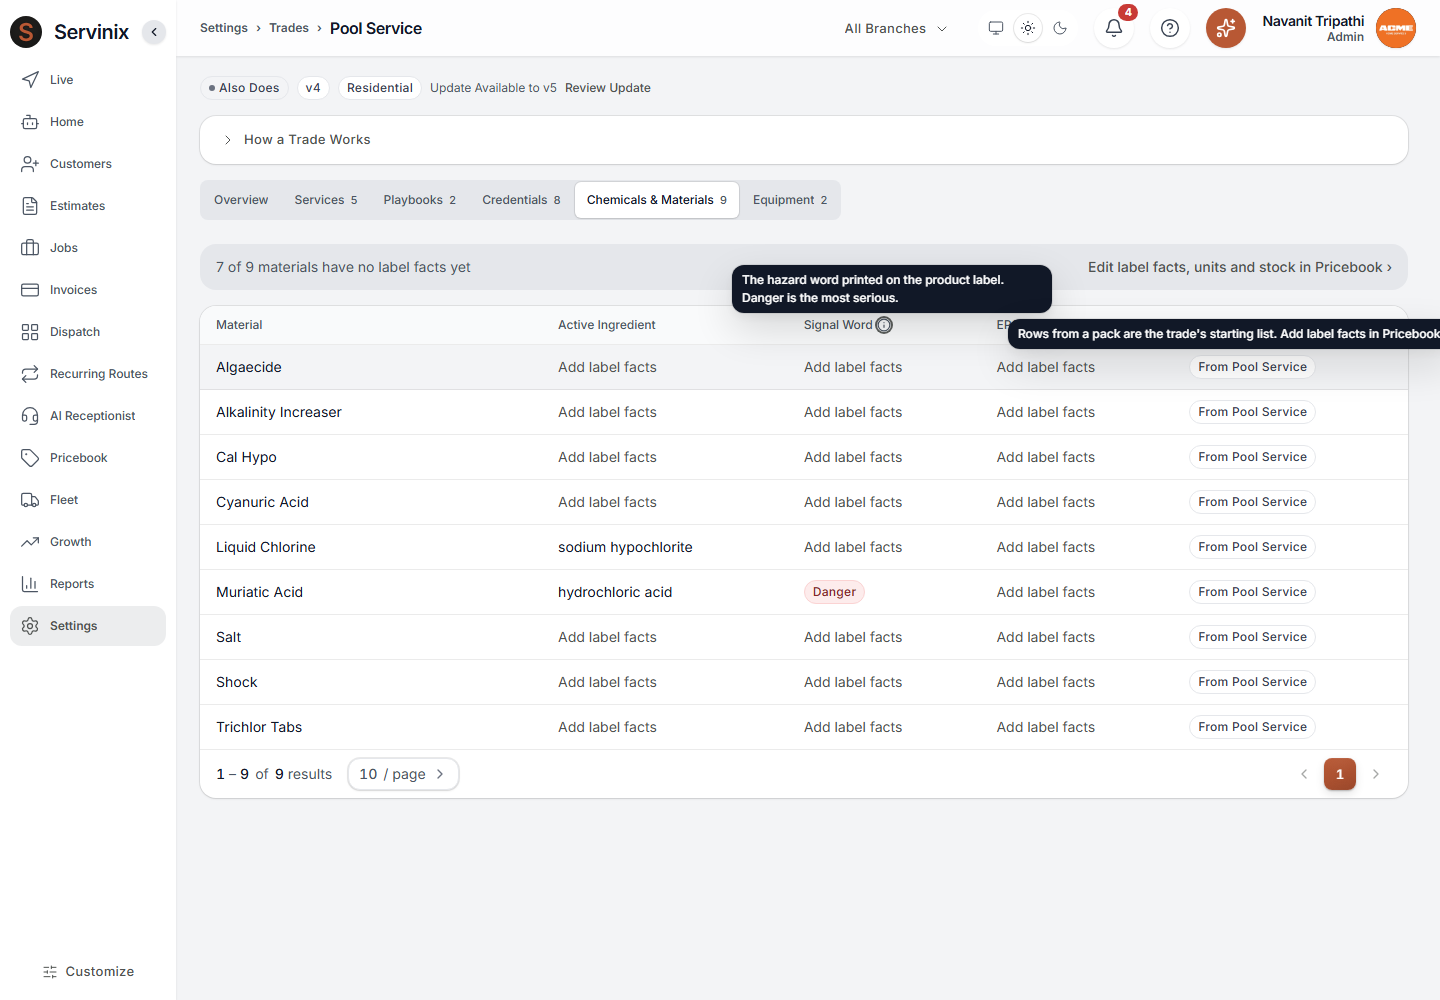 S Servinix
Settings › Trades › Pool Service
All Branches
4
Navanit Tripathi
Admin
ACME
Live
Home
Customers
Estimates
Jobs
Invoices
Dispatch
Recurring Routes
AI Receptionist
Pricebook
Fleet
Growth
Reports
Settings
Customize
Also Does v4 Residential Update Available to v5 Review Update
How a Trade Works
Overview Services 5 Playbooks 2 Credentials 8 Chemicals & Materials 9 Equipment 2
7 of 9 materials have no label facts yet
Edit label facts, units and stock in Pricebook ›
The hazard word printed on the product label.
Danger is the most serious.
Material Active Ingredient Signal Word
Rows from a pack are the trade's starting list. Add label facts in Pricebook
Algaecide Add label facts Add label facts Add label facts From Pool Service
Alkalinity Increaser Add label facts Add label facts Add label facts From Pool Service
Cal Hypo Add label facts Add label facts Add label facts From Pool Service
Cyanuric Acid Add label facts Add label facts Add label facts From Pool Service
Liquid Chlorine sodium hypochlorite Add label facts Add label facts From Pool Service
Muriatic Acid hydrochloric acid Danger Add label facts From Pool Service
Salt Add label facts Add label facts Add label facts From Pool Service
Shock Add label facts Add label facts Add label facts From Pool Service
Trichlor Tabs Add label facts Add label facts Add label facts From Pool Service
1 – 9 of 9 results 10 / page 1